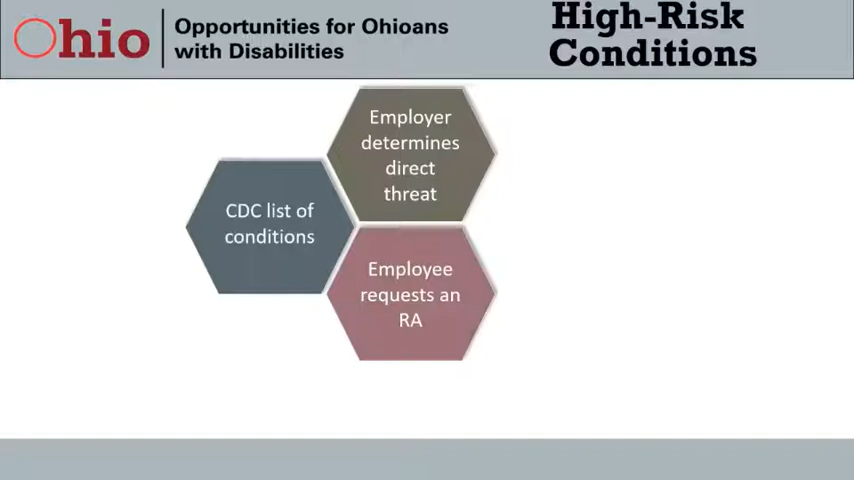 Ohio
Opportunities for Ohioans
with Disabilities
High-Risk
Conditions
Employer
determines
direct
threat
CDC list of
conditions
Employee
requests an
RA